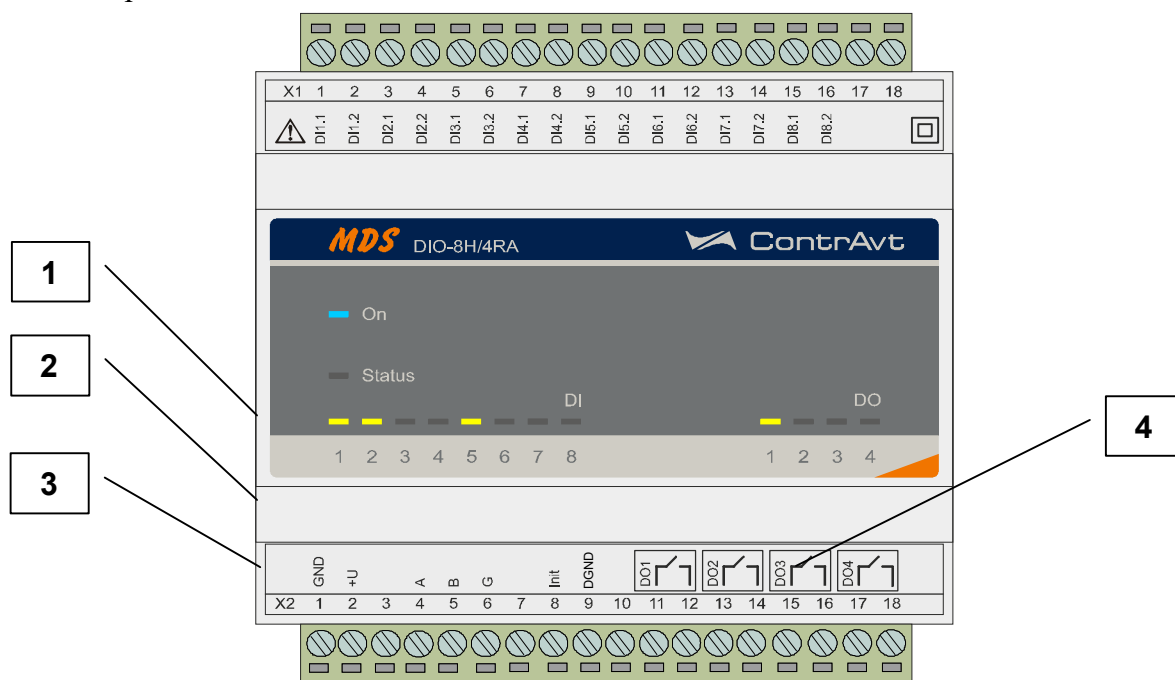 X1 1 2 3 4 5 6 7 8 9 10 11 12 13 14 15 16 17 18
DI1.1 DI1.2 DI2.1 DI2.2 DI3.1 DI3.2 DI4.1 DI4.2 DI5.1 DI5.2 DI6.1 DI6.2 DI7.1 DI7.2 DI8.1 DI8.2
MDS DIO-8H/4RA ContrAvt
1
On
2
Status
DI DO
4
1 2 3 4 5 6 7 8 1 2 3 4
3
GND +U A B G Init DGND DO1 DO2 DO3 DO4
X2 1 2 3 4 5 6 7 8 9 10 11 12 13 14 15 16 17 18